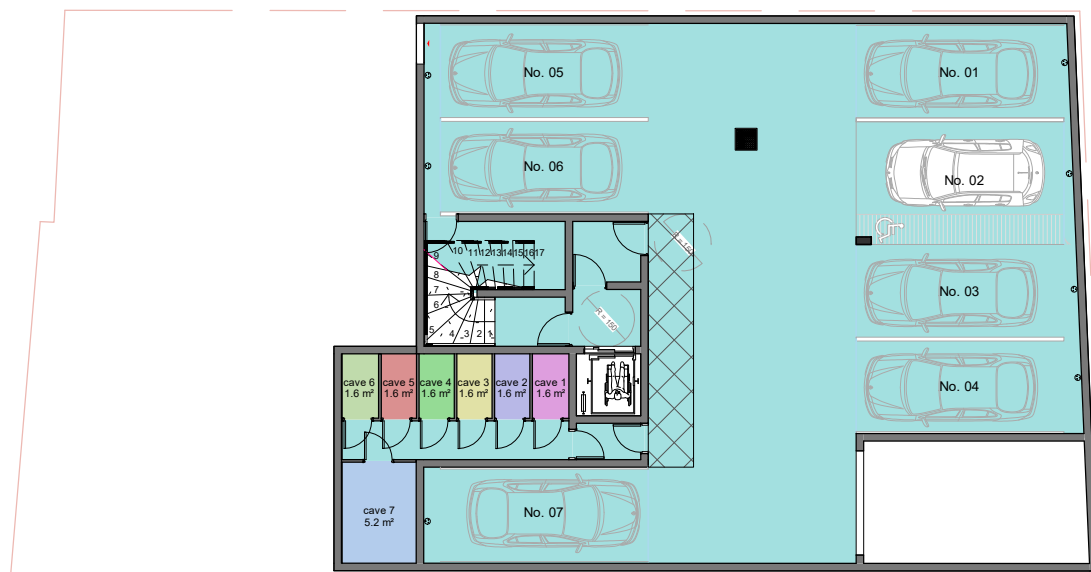 No. 05
No. 01
No. 06
No. 02
10 11 12 13 14 15 16 17
9
8
7
6
5 4 3 2 1
R = 150
R = 150
No. 03
No. 04
cave 6
1.6 m²
cave 5
1.6 m²
cave 4
1.6 m²
cave 3
1.6 m²
cave 2
1.6 m²
cave 1
1.6 m²
cave 7
5.2 m²
No. 07